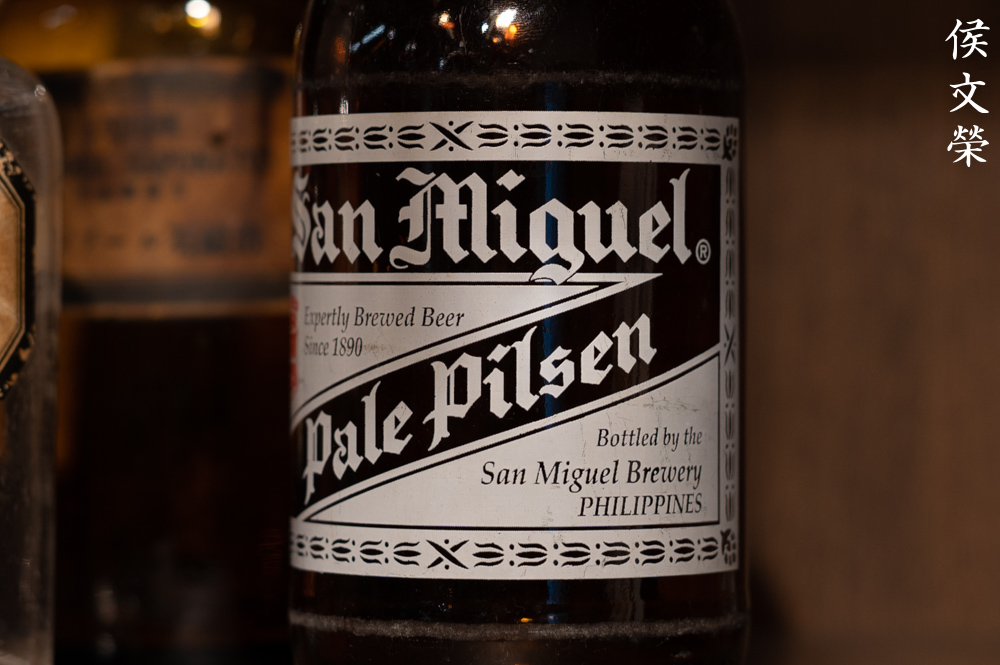 San Miguel®
Expertly Brewed Beer
Since 1890
Pale Pilsen
Bottled by the
San Miguel Brewery
PHILIPPINES
侯文榮